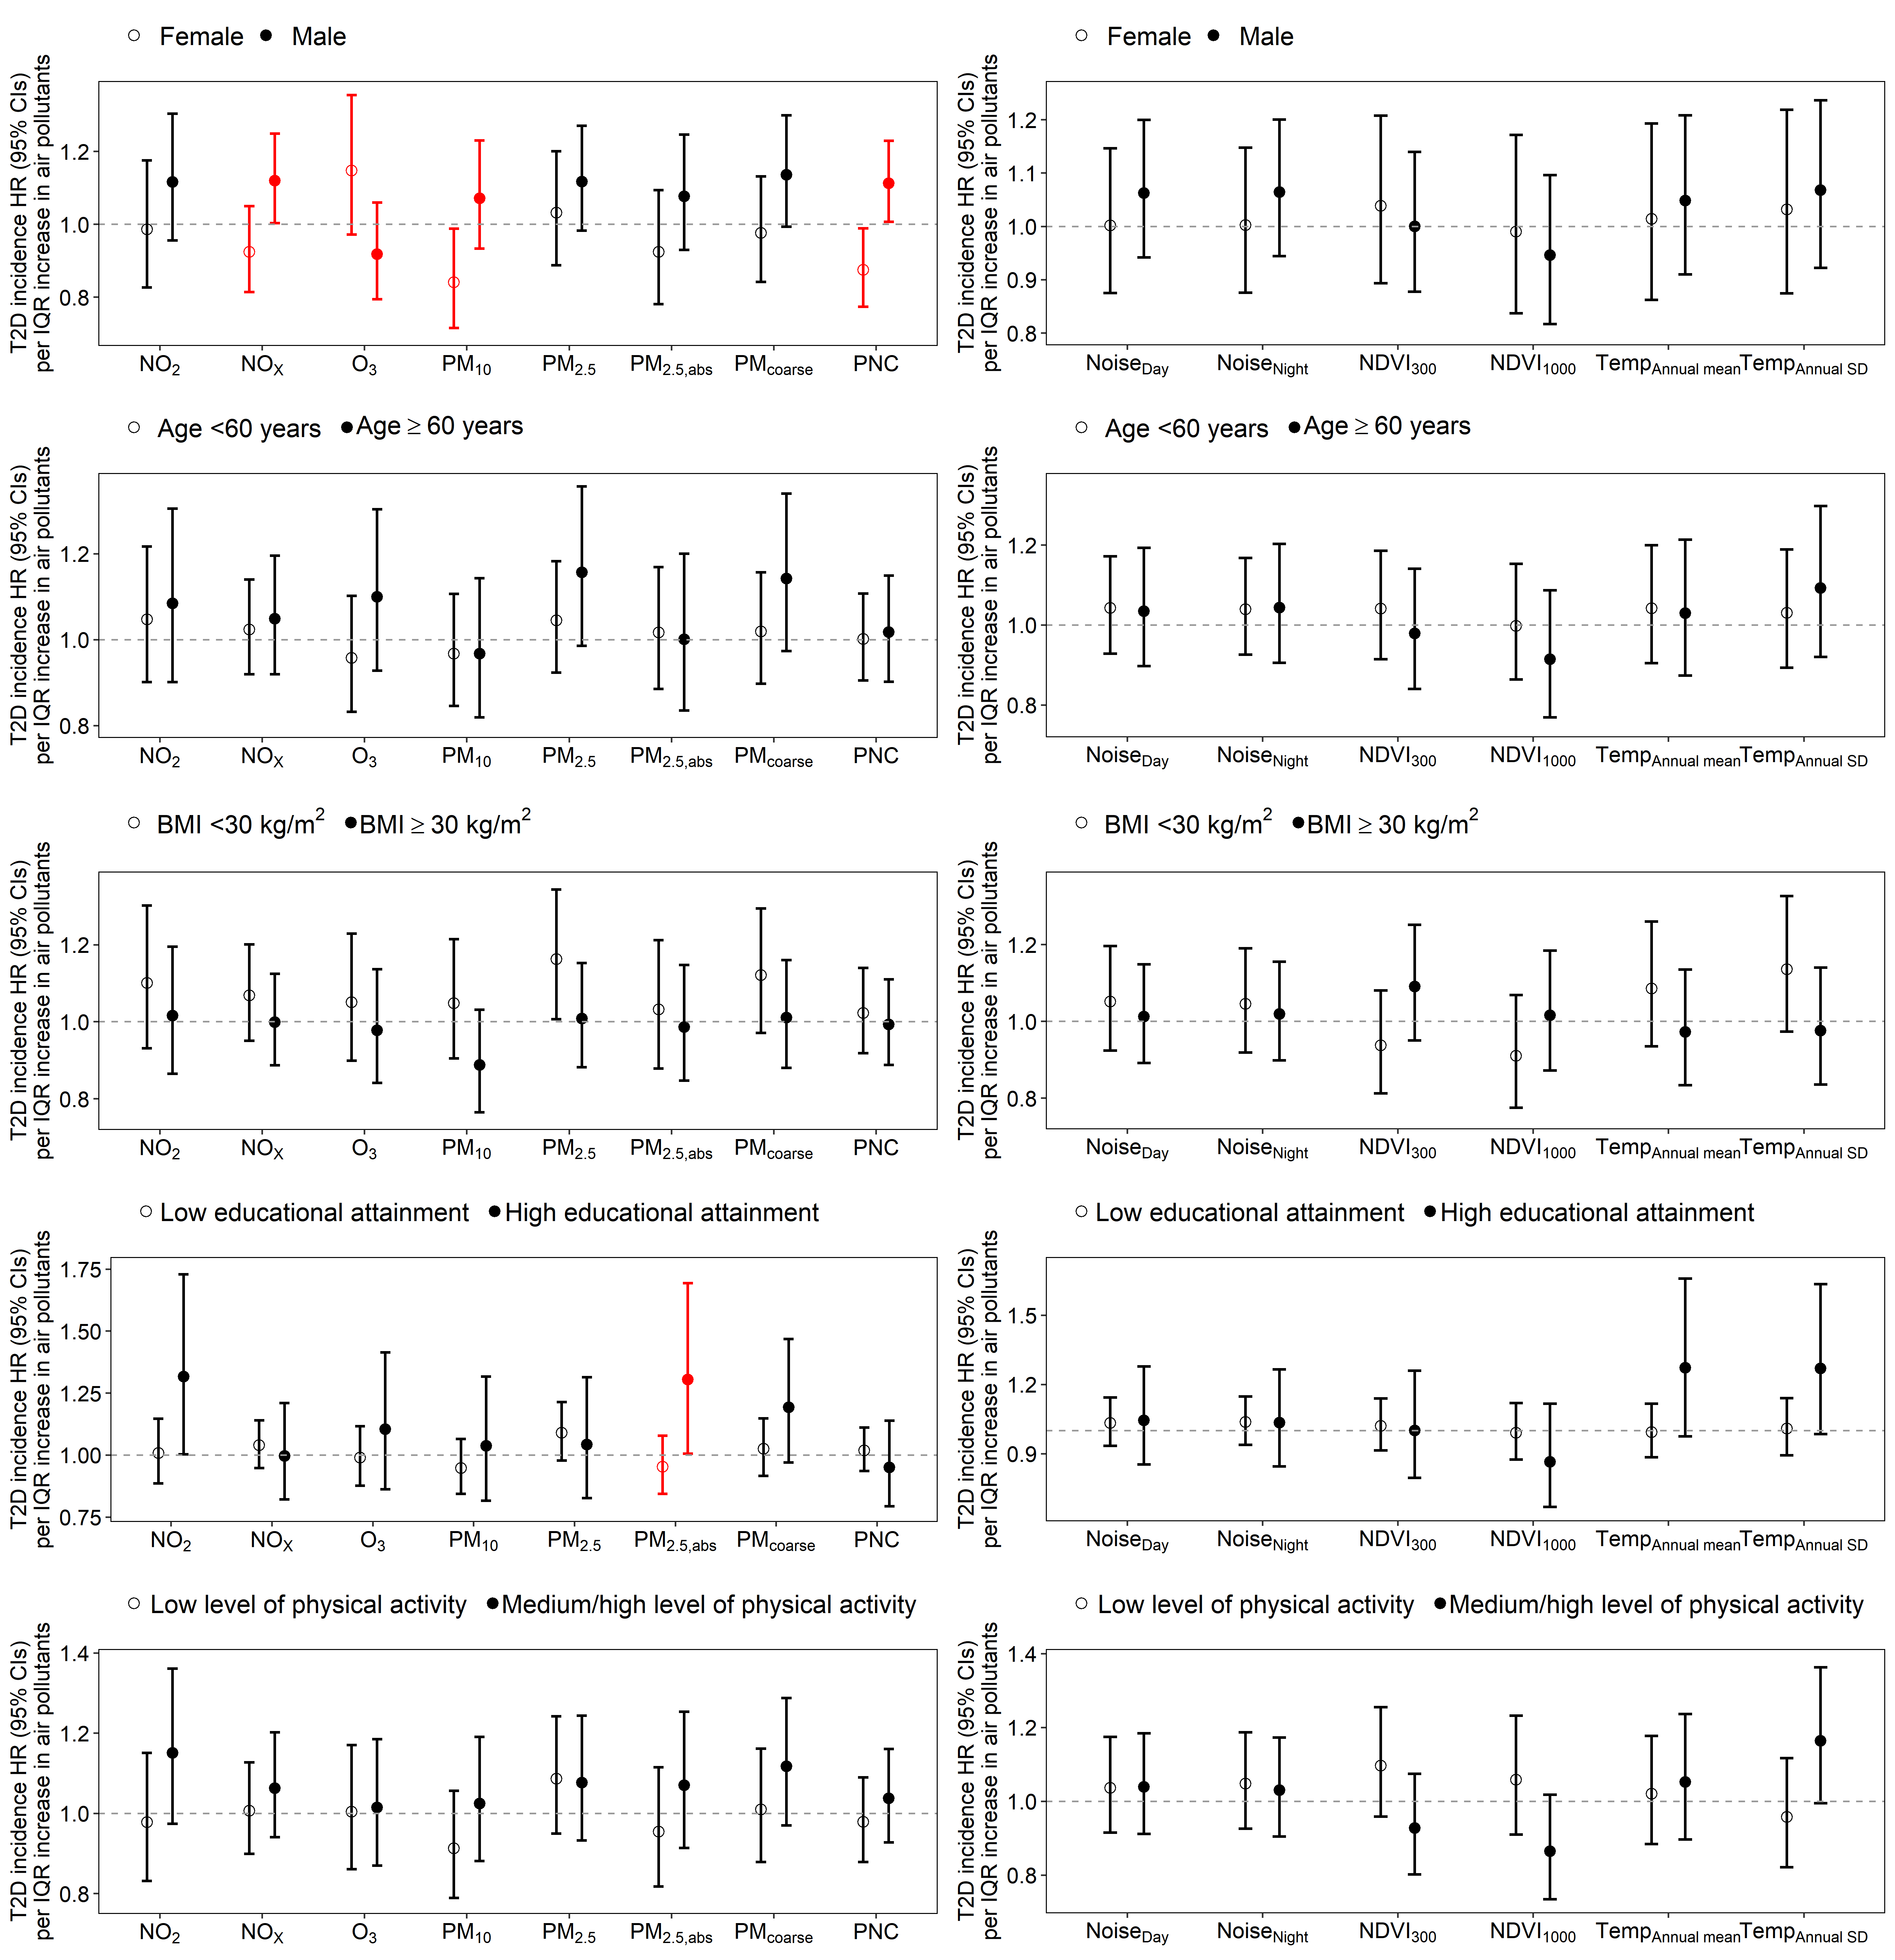 Female Male
T2D incidence HR (95% CIs)
per IQR increase in air pollutants
1.2
1.0
0.8
NO2 NOX O3 PM10 PM2.5 PM2.5,abs PMcoarse PNC
Female Male
T2D incidence HR (95% CIs)
per IQR increase in air pollutants
1.2
1.1
1.0
0.9
0.8
NoiseDay NoiseNight NDVI300 NDVI1000 TempAnnual mean TempAnnual SD
Age <60 years Age ≥ 60 years
T2D incidence HR (95% CIs)
per IQR increase in air pollutants
1.2
1.0
0.8
NO2 NOX O3 PM10 PM2.5 PM2.5,abs PMcoarse PNC
Age <60 years Age ≥ 60 years
T2D incidence HR (95% CIs)
per IQR increase in air pollutants
1.2
1.0
0.8
NoiseDay NoiseNight NDVI300 NDVI1000 TempAnnual mean TempAnnual SD
BMI <30 kg/m2 BMI ≥ 30 kg/m2
T2D incidence HR (95% CIs)
per IQR increase in air pollutants
1.2
1.0
0.8
NO2 NOX O3 PM10 PM2.5 PM2.5,abs PMcoarse PNC
BMI <30 kg/m2 BMI ≥ 30 kg/m2
T2D incidence HR (95% CIs)
per IQR increase in air pollutants
1.2
1.0
0.8
NoiseDay NoiseNight NDVI300 NDVI1000 TempAnnual mean TempAnnual SD
Low educational attainment High educational attainment
T2D incidence HR (95% CIs)
per IQR increase in air pollutants
1.75
1.50
1.25
1.00
0.75
NO2 NOX O3 PM10 PM2.5 PM2.5,abs PMcoarse PNC
Low educational attainment High educational attainment
T2D incidence HR (95% CIs)
per IQR increase in air pollutants
1.5
1.2
0.9
NoiseDay NoiseNight NDVI300 NDVI1000 TempAnnual mean TempAnnual SD
Low level of physical activity Medium/high level of physical activity
T2D incidence HR (95% CIs)
per IQR increase in air pollutants
1.4
1.2
1.0
0.8
NO2 NOX O3 PM10 PM2.5 PM2.5,abs PMcoarse PNC
Low level of physical activity Medium/high level of physical activity
T2D incidence HR (95% CIs)
per IQR increase in air pollutants
1.4
1.2
1.0
0.8
NoiseDay NoiseNight NDVI300 NDVI1000 TempAnnual mean TempAnnual SD